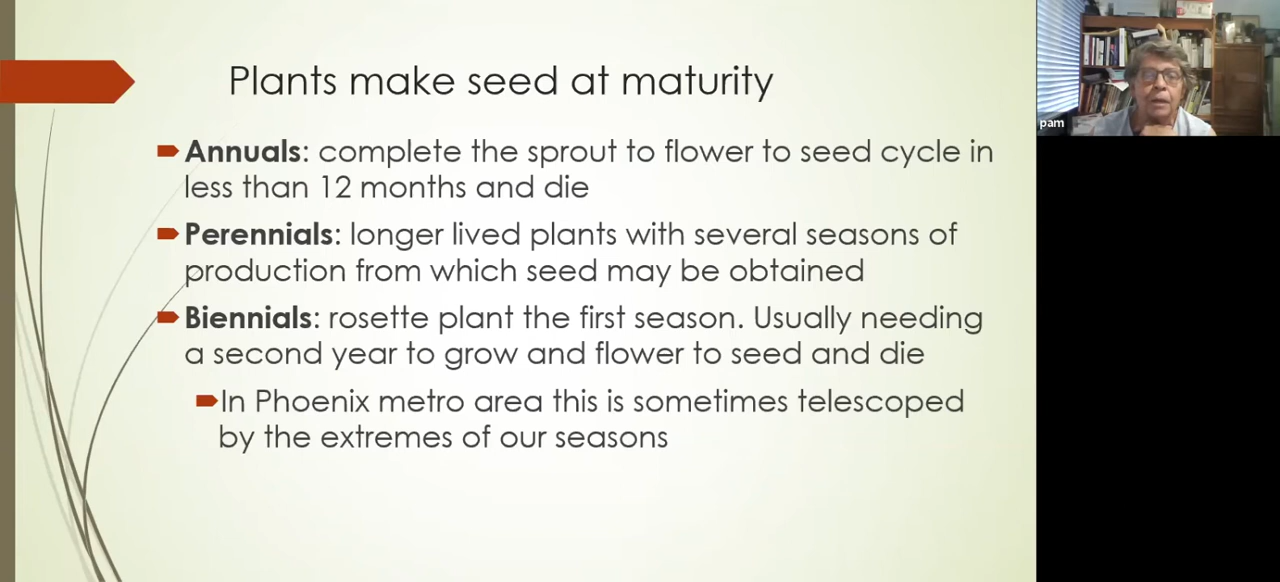 Plants make seed at maturity
Annuals: complete the sprout to flower to seed cycle in
less than 12 months and die
Perennials: longer lived plants with several seasons of
production from which seed may be obtained
Biennials: rosette plant the first season. Usually needing
a second year to grow and flower to seed and die
In Phoenix metro area this is sometimes telescoped
by the extremes of our seasons
pam